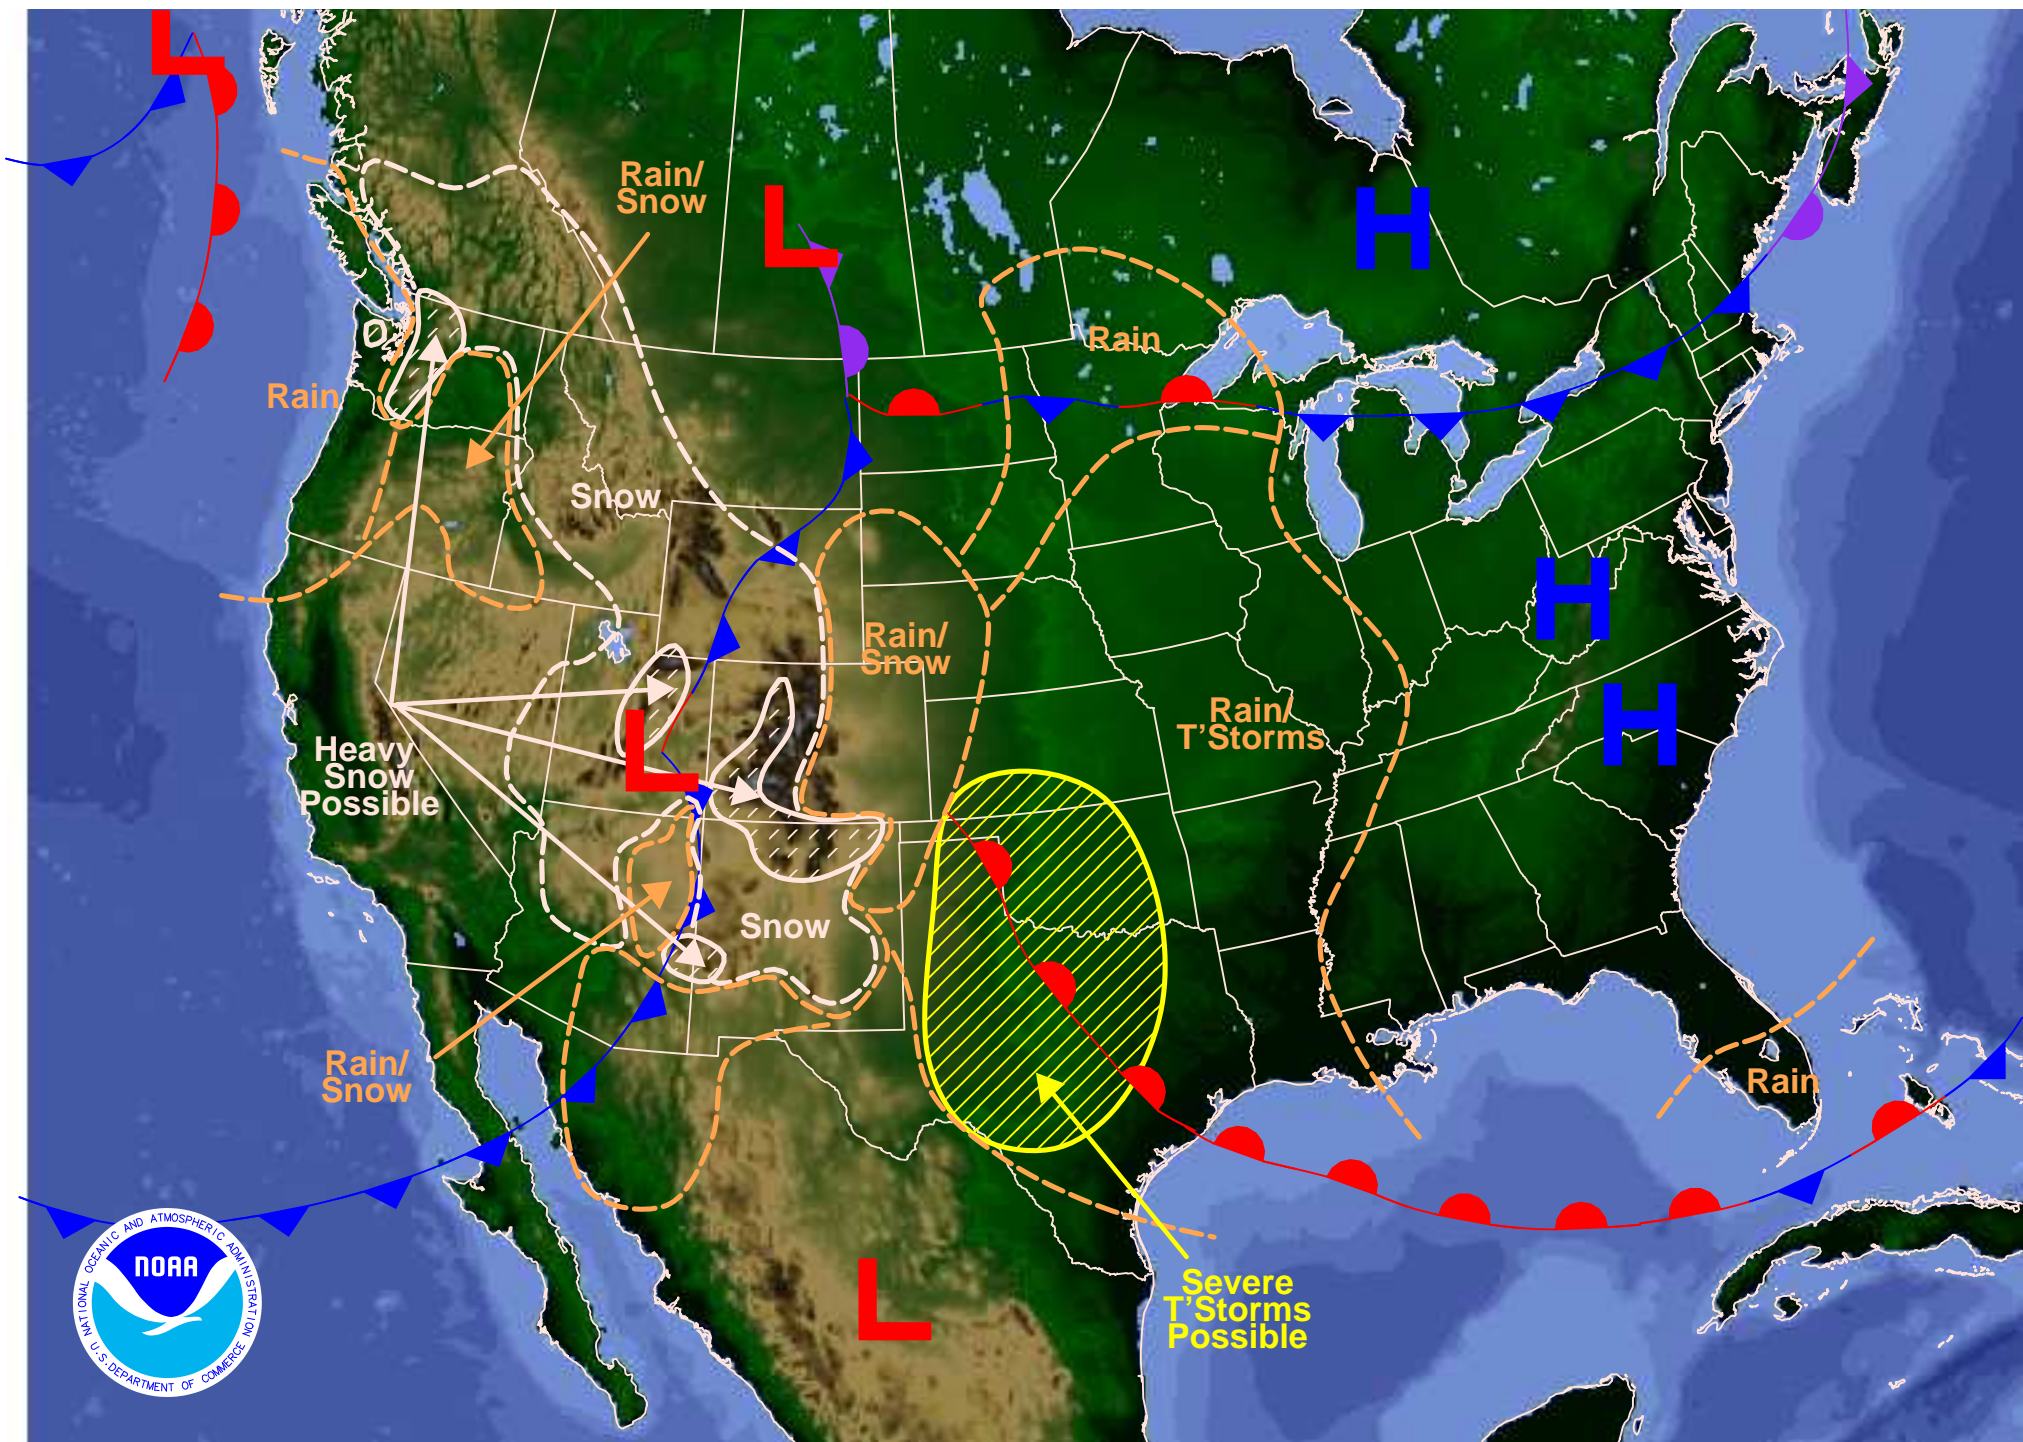 L
Rain/
Snow
L
H
Rain
Rain
Snow
H
Rain/
Snow
H
Rain/
T'Storms
L
Heavy
Snow
Possible
Snow
Rain/
Snow
Rain
L
Severe
T'Storms
Possible
NATIONAL OCEANIC AND ATMOSPHERIC ADMINISTRATION
NOAA
U.S. DEPARTMENT OF COMMERCE